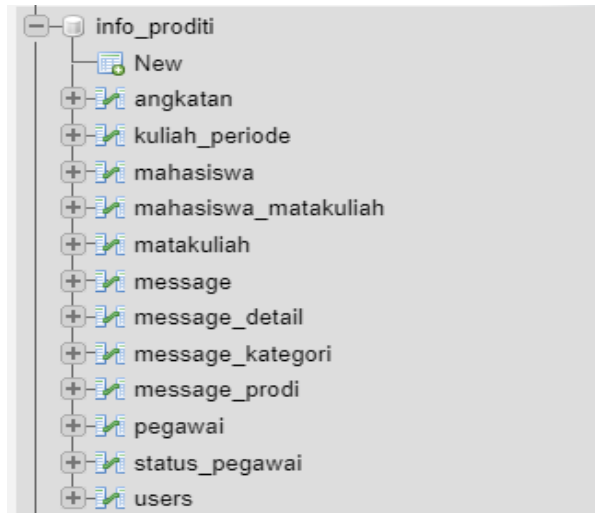 info_proditi
New
angkatan
kuliah_periode
mahasiswa
mahasiswa_matakuliah
matakuliah
message
message_detail
message_kategori
message_prodi
pegawai
status_pegawai
users